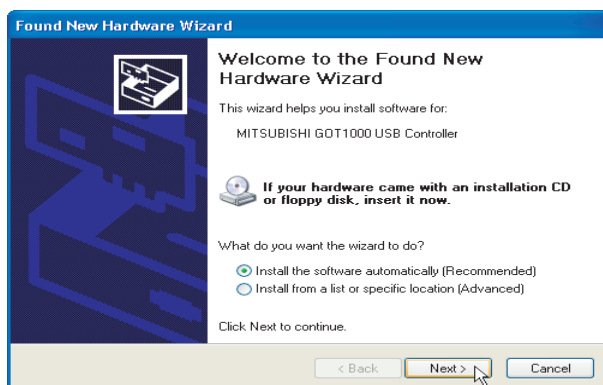 Found New Hardware Wizard
Welcome to the Found New
Hardware Wizard
This wizard helps you install software for:
MITSUBISHI GOT1000 USB Controller
If your hardware came with an installation CD
or floppy disk, insert it now.
What do you want the wizard to do?
Install the software automatically (Recommended)
Install from a list or specific location (Advanced)
Click Next to continue.
< Back Next > Cancel